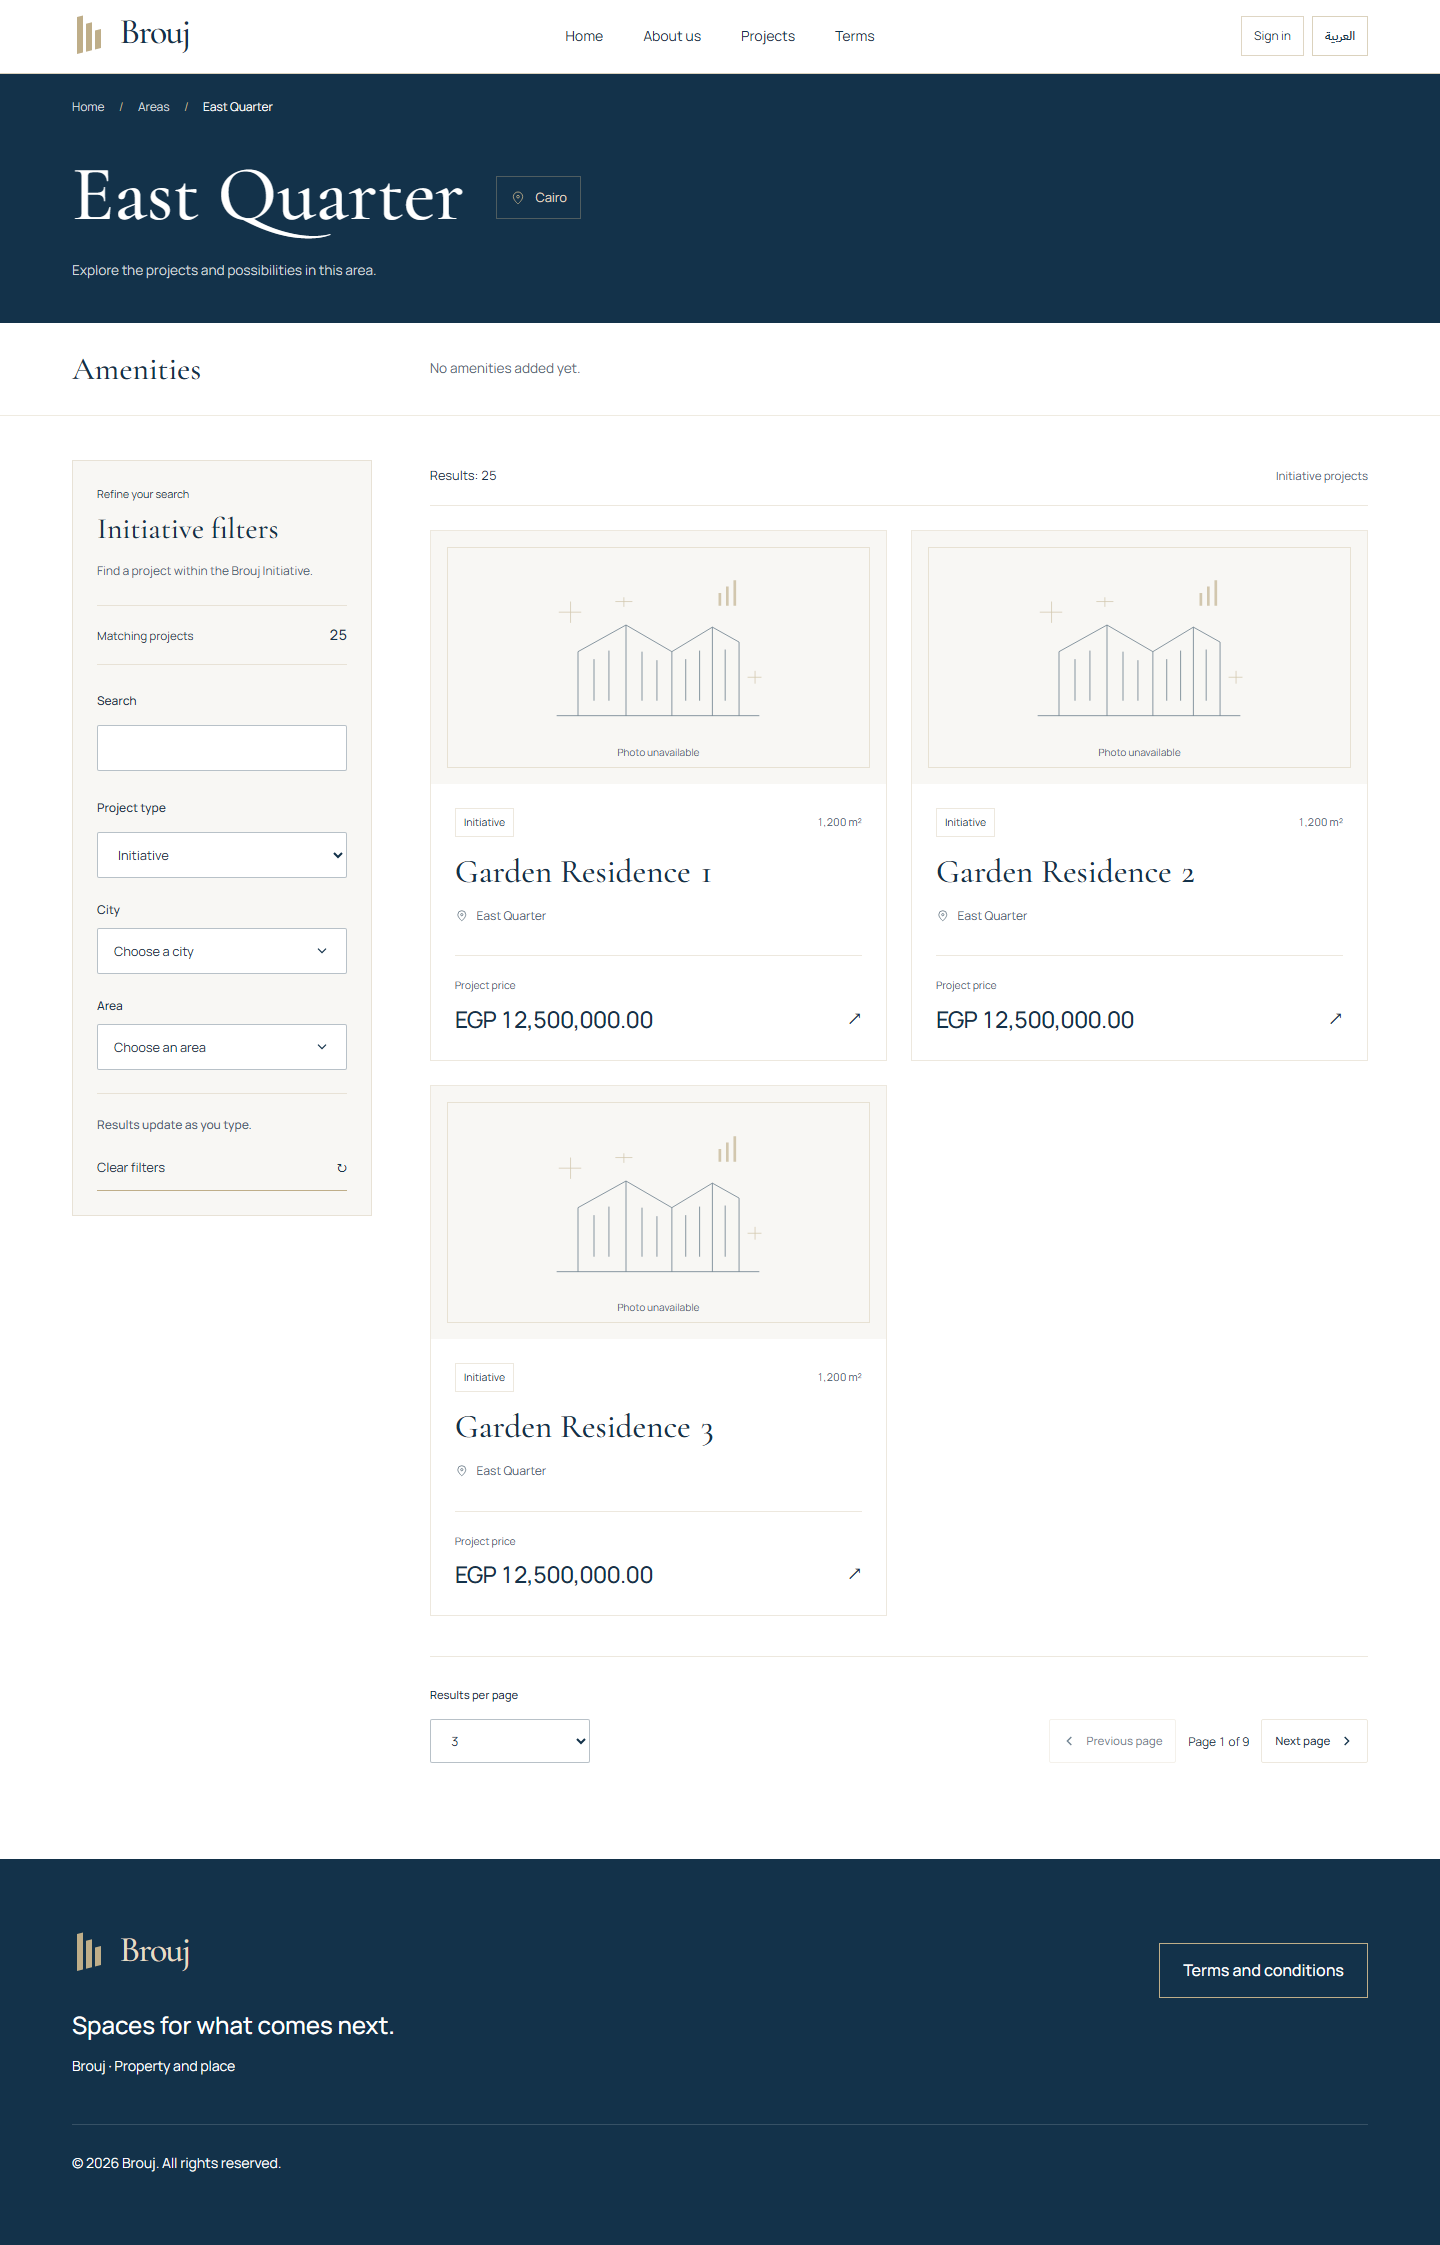 Brouj
Home About us Projects Terms
Sign in العربية
Home / Areas / East Quarter
East Quarter
Cairo
Explore the projects and possibilities in this area.
Amenities
No amenities added yet.
Refine your search
Initiative filters
Find a project within the Brouj Initiative.
Matching projects 25
Search
Project type
Initiative
City
Choose a city
Area
Choose an area
Results update as you type.
Clear filters ↻
Results: 25 Initiative projects
Photo unavailable
Initiative 1,200 m²
Garden Residence 1
East Quarter
Project price
EGP 12,500,000.00 ↗
Photo unavailable
Initiative 1,200 m²
Garden Residence 2
East Quarter
Project price
EGP 12,500,000.00 ↗
Photo unavailable
Initiative 1,200 m²
Garden Residence 3
East Quarter
Project price
EGP 12,500,000.00 ↗
Results per page
3
Previous page Page 1 of 9 Next page
Brouj
Terms and conditions
Spaces for what comes next.
Brouj · Property and place
© 2026 Brouj. All rights reserved.